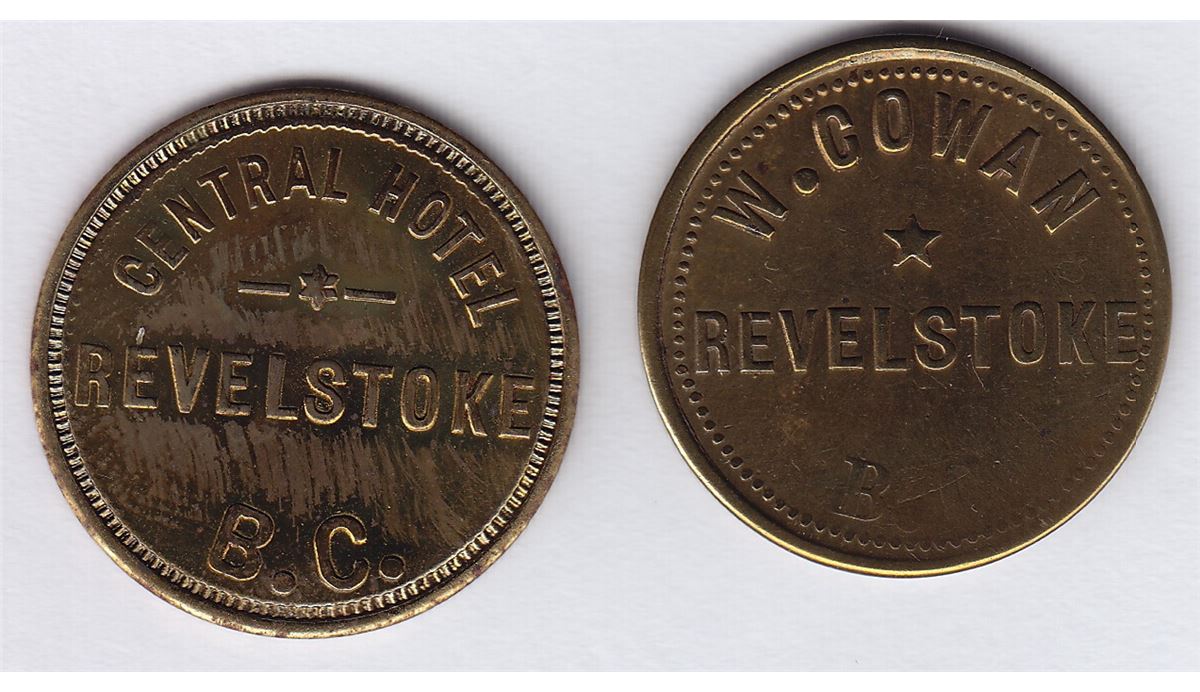 CENTRAL HOTEL
REVELSTOKE
B.C.
W. COWAN
REVELSTOKE
B